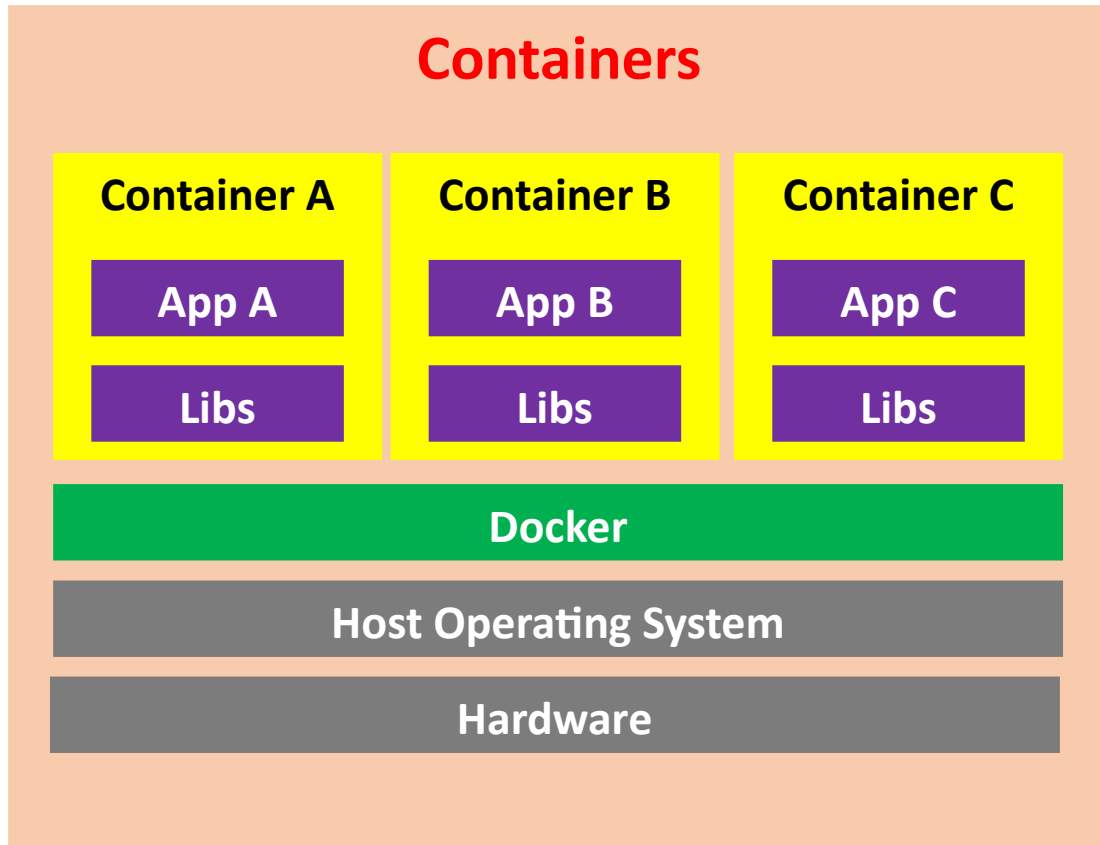 Containers
Container A
App A
Libs
Container B
App B
Libs
Container C
App C
Libs
Docker
Host Operating System
Hardware